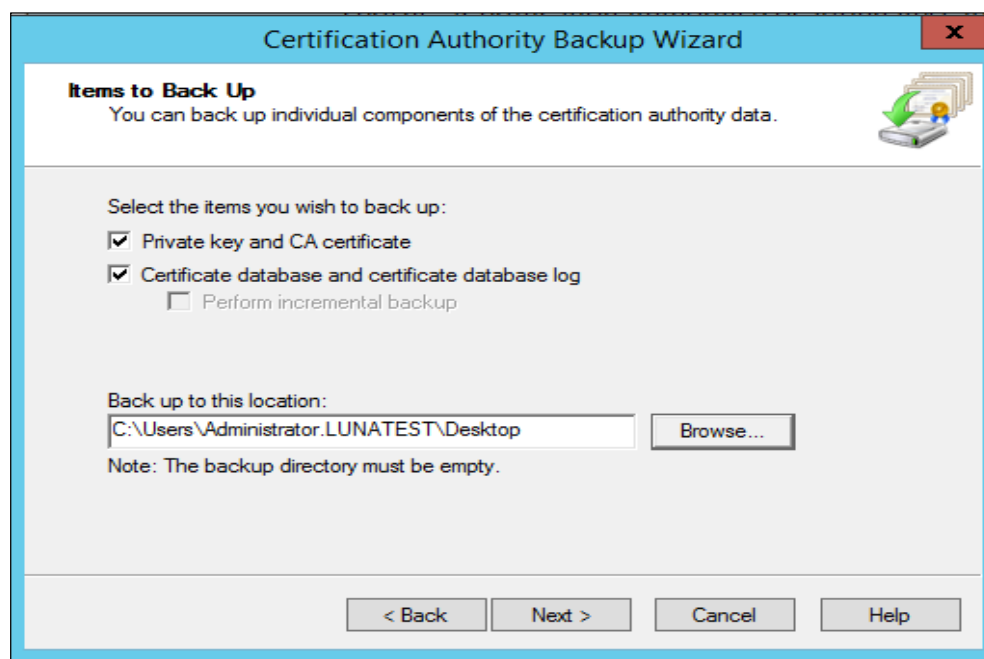 Certification Authority Backup Wizard
x
Items to Back Up
You can back up individual components of the certification authority data.
Select the items you wish to back up:
Private key and CA certificate
Certificate database and certificate database log
Perform incremental backup
Back up to this location:
C:\Users\Administrator.LUNATEST\Desktop
Browse...
Note: The backup directory must be empty.
< Back
Next >
Cancel
Help